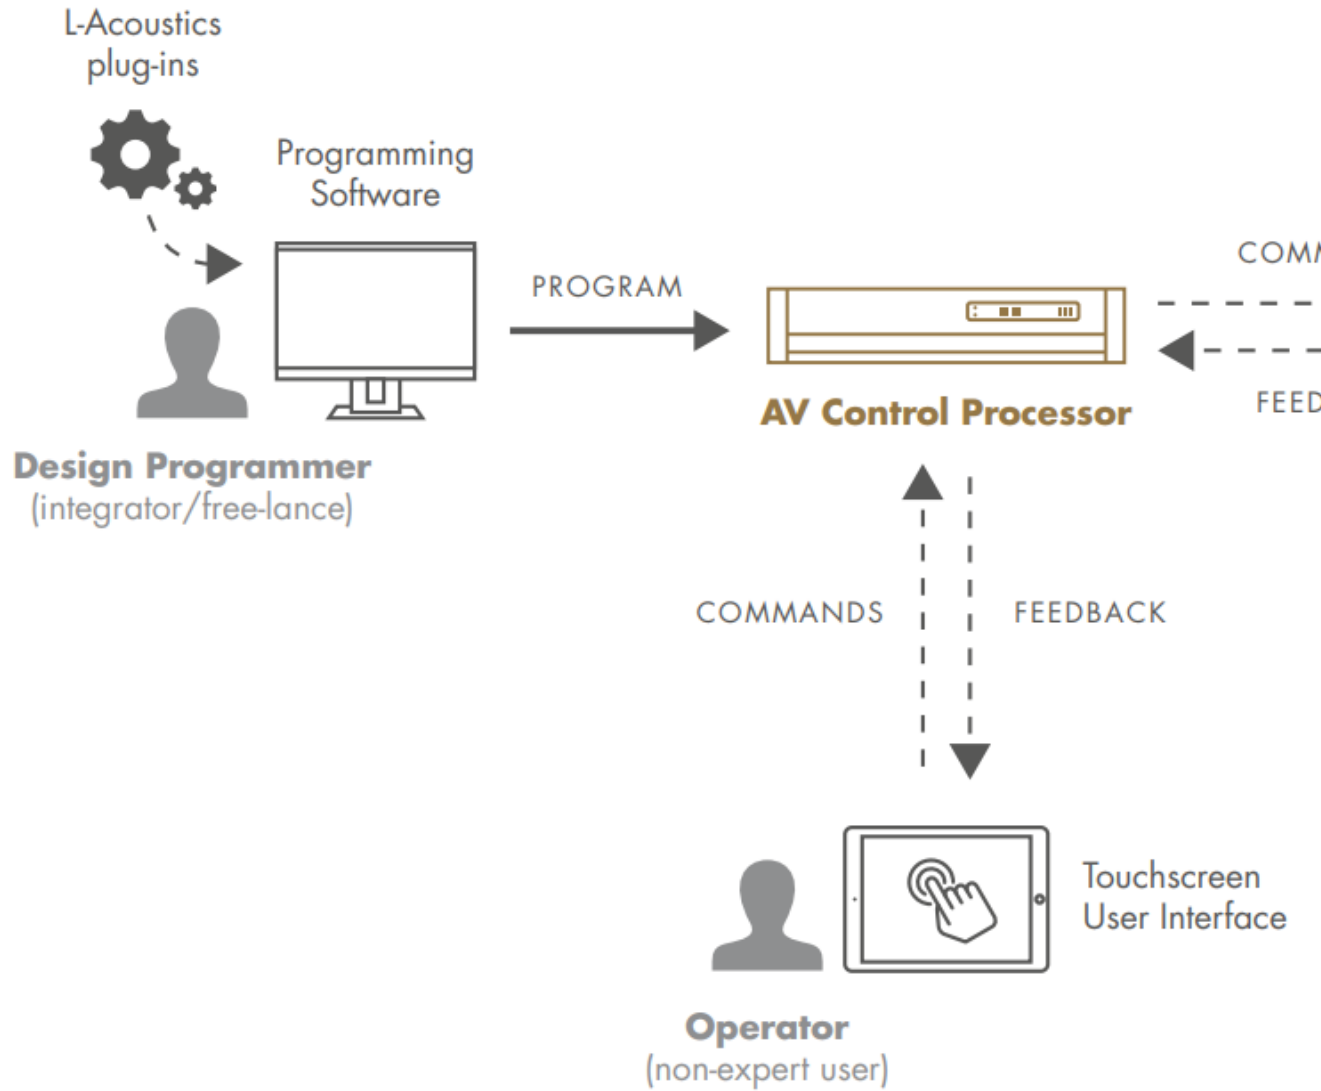 L-Acoustics
plug-ins
Programming
Software
PROGRAM
AV Control Processor
Design Programmer
(integrator/free-lance)
COMMANDS
FEEDBACK
Touchscreen
User Interface
Operator
(non-expert user)